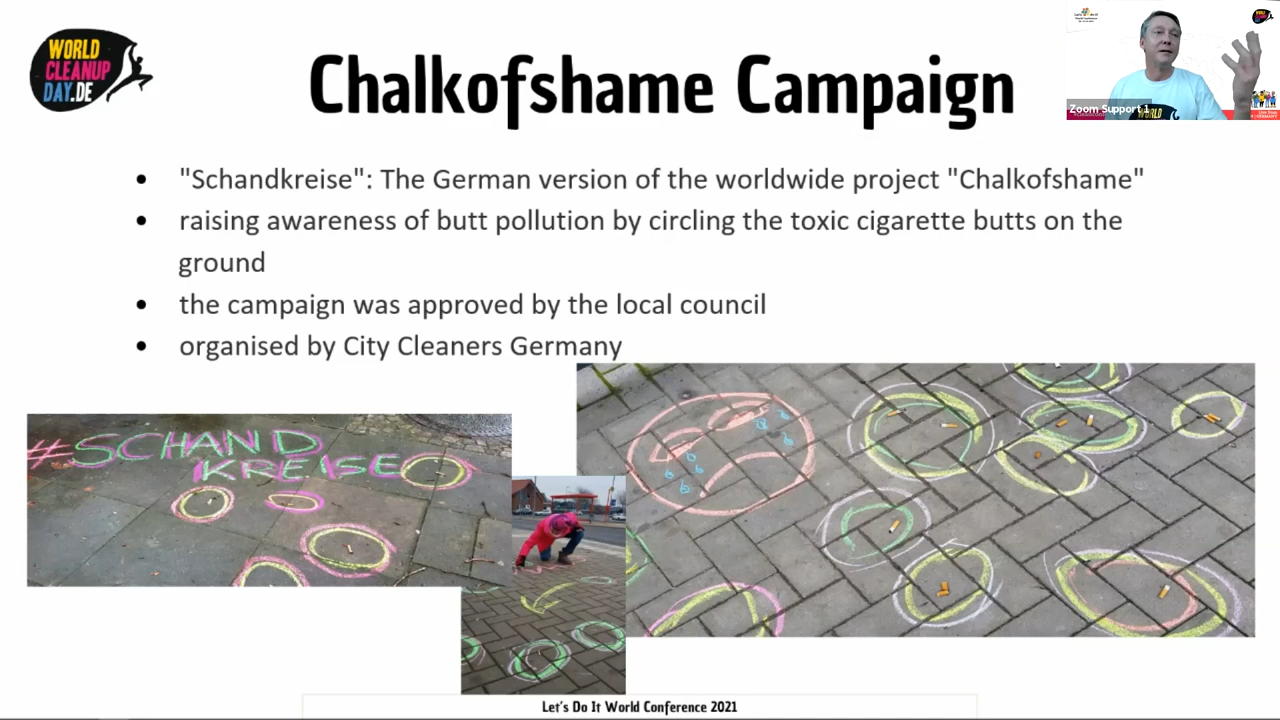 WORLD
CLEANUP
DAY.DE
Chalkofshame Campaign
Zoom Support 1
WORLD
• "Schandkreise": The German version of the worldwide project "Chalkofshame"
• raising awareness of butt pollution by circling the toxic cigarette butts on the
ground
• the campaign was approved by the local council
• organised by City Cleaners Germany
#SCHAND
KREISE
Let's Do It World Conference 2021